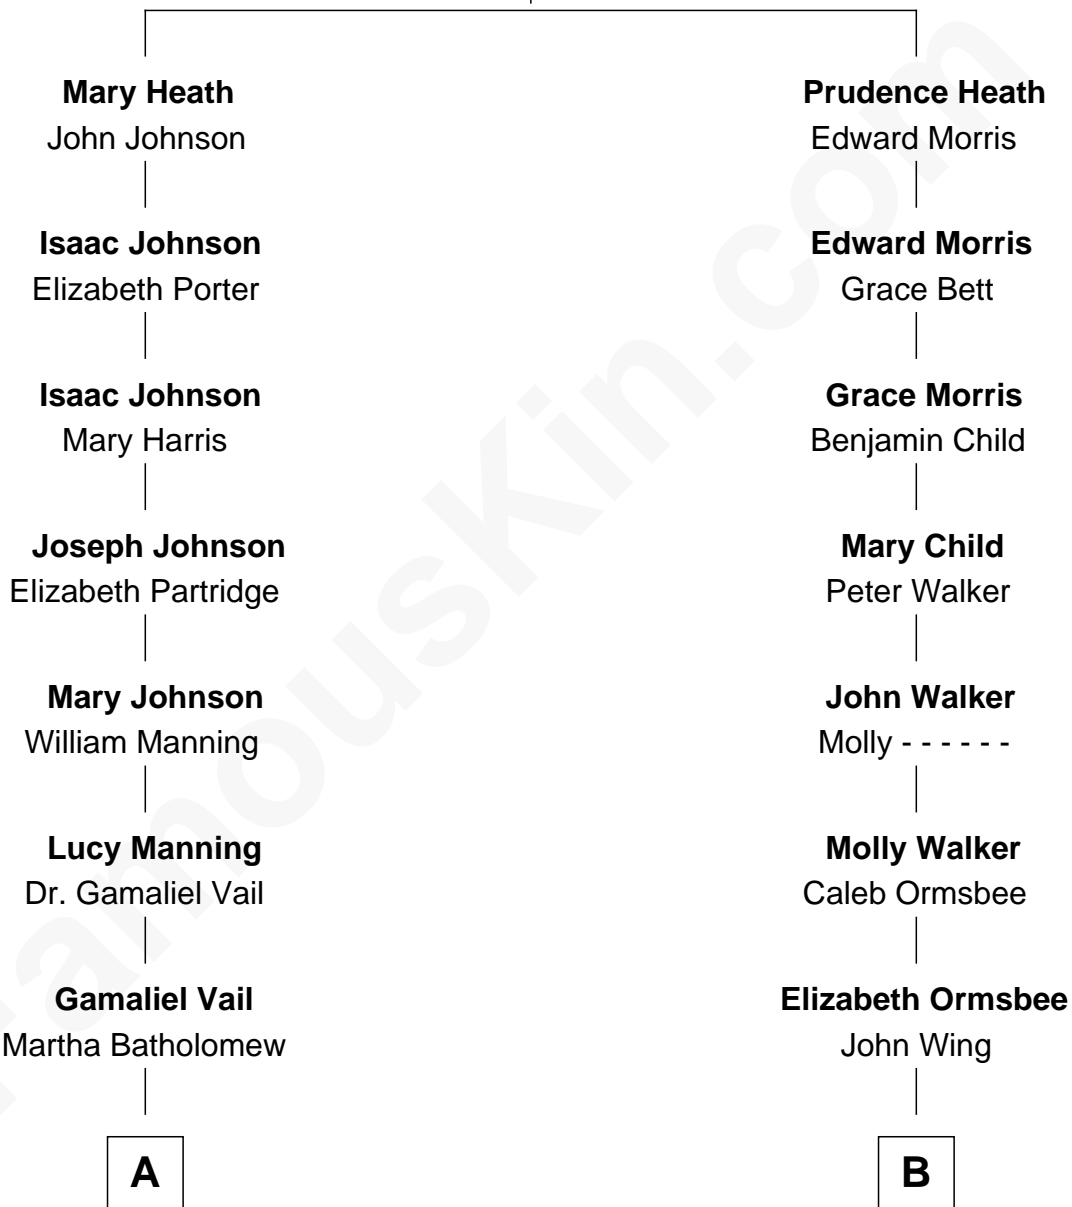 Mary Heath
John Johnson
Isaac Johnson
Elizabeth Porter
Isaac Johnson
Mary Harris
Joseph Johnson
Elizabeth Partridge
Mary Johnson
William Manning
Lucy Manning
Dr. Gamaliel Vail
Gamaliel Vail
Martha Batholomew
A
Prudence Heath
Edward Morris
Edward Morris
Grace Bett
Grace Morris
Benjamin Child
Mary Child
Peter Walker
John Walker
Molly - - - - - -
Molly Walker
Caleb Ormsbee
Elizabeth Ormsbee
John Wing
B
FamousKin.com